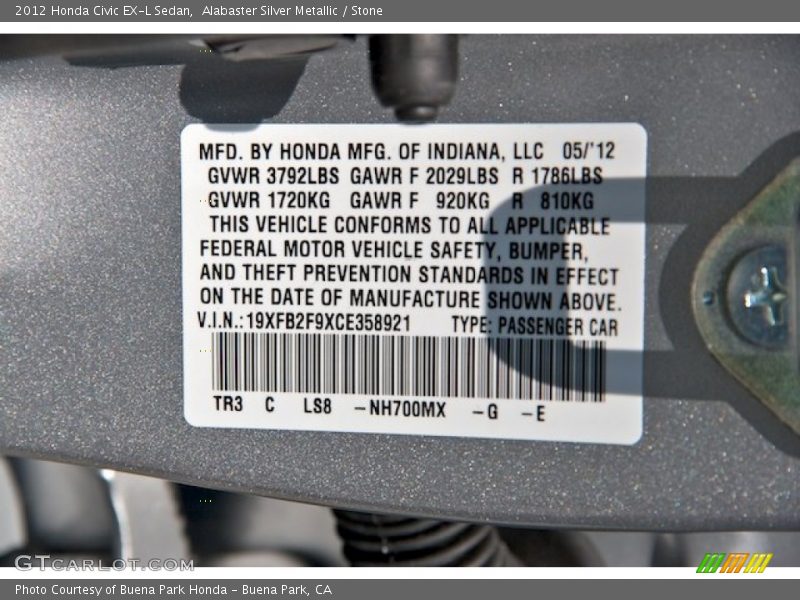 2012 Honda Civic EX-L Sedan,  Alabaster Silver Metallic / Stone
MFD. BY HONDA MFG. OF INDIANA, LLC 05/'12
GVWR 3792LBS GAWR F 2029LBS R 1786LBS
GVWR 1720KG GAWR F 920KG R 810KG
THIS VEHICLE CONFORMS TO ALL APPLICABLE
FEDERAL MOTOR VEHICLE SAFETY, BUMPER,
AND THEFT PREVENTION STANDARDS IN EFFECT
ON THE DATE OF MANUFACTURE SHOWN ABOVE.
V.I.N.:19XFB2F9XCE358921 TYPE: PASSENGER CAR
TR3 C LS8 -NH700MX -G -E
GTCARLOT.COM
Photo Courtesy of Buena Park Honda - Buena Park, CA